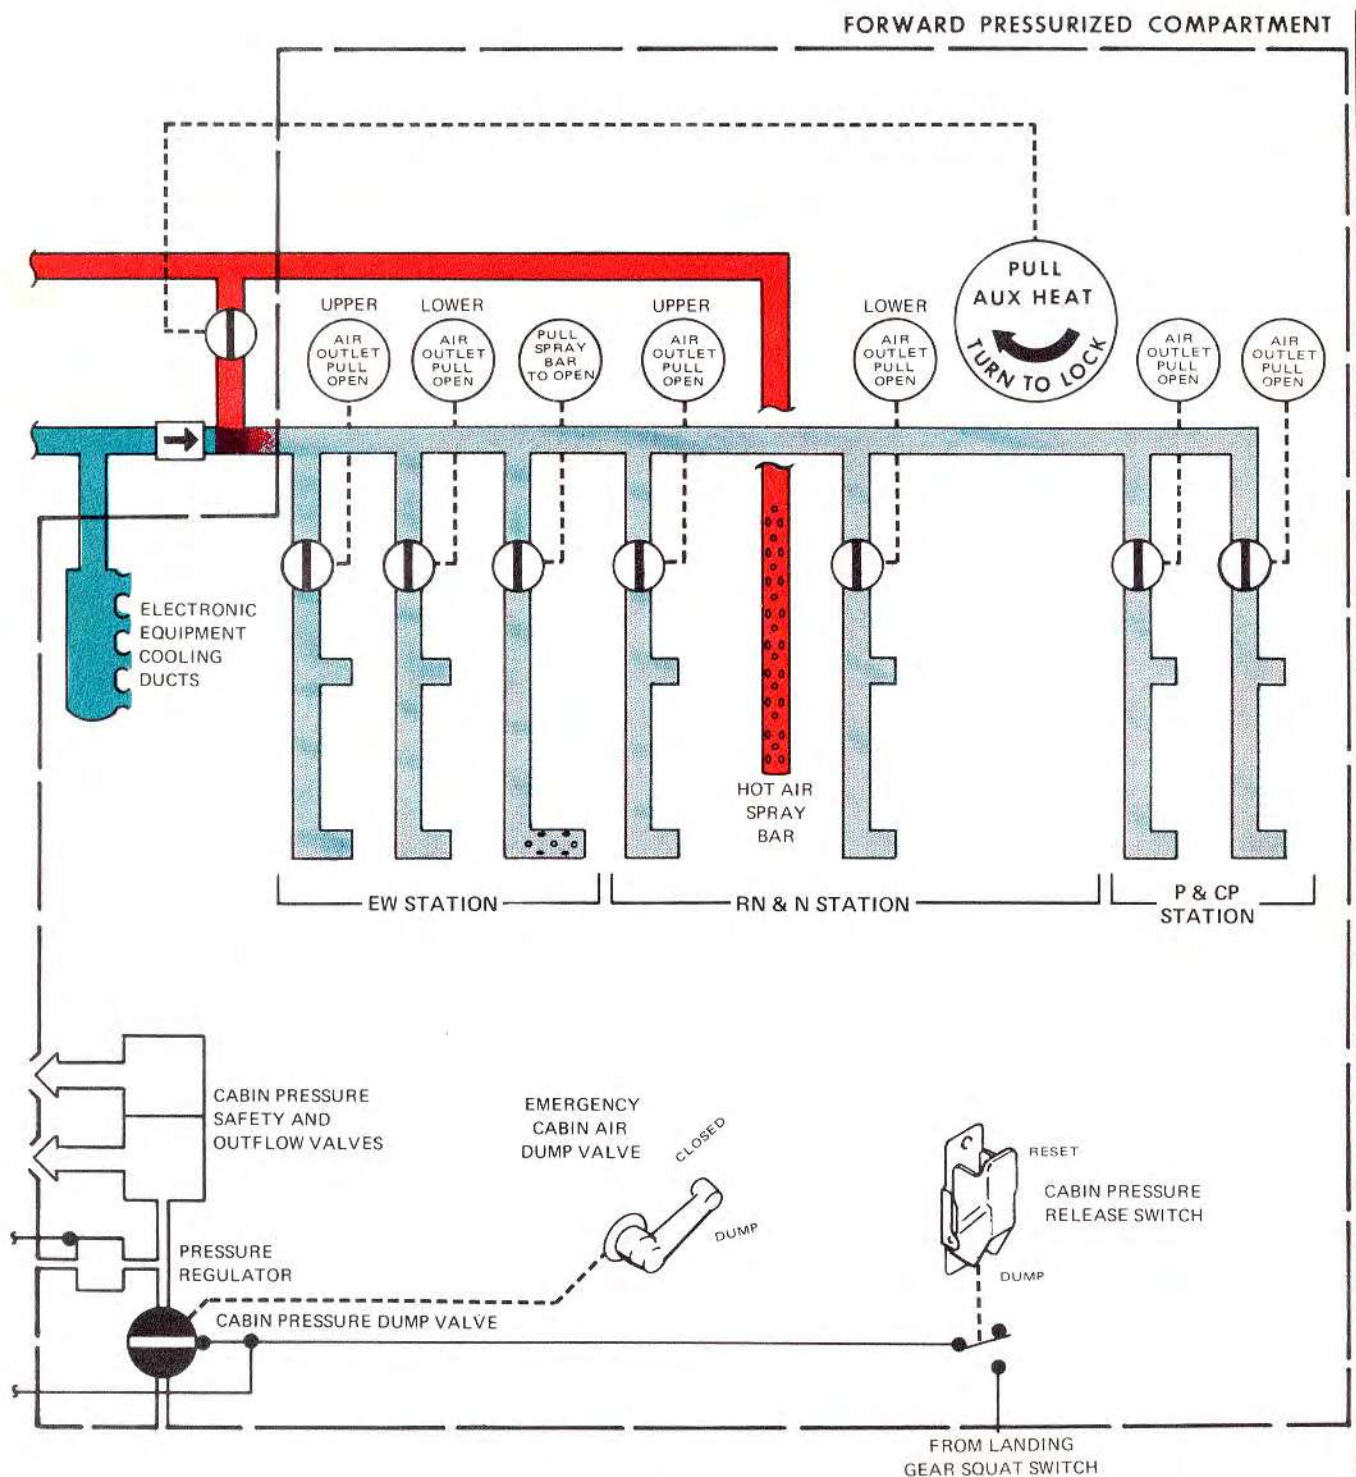 FORWARD PRESSURIZED COMPARTMENT
PULL
AUX HEAT
TURN TO LOCK
UPPER
AIR
OUTLET
PULL
OPEN
LOWER
AIR
OUTLET
PULL
OPEN
PULL
SPRAY
BAR
TO OPEN
UPPER
AIR
OUTLET
PULL
OPEN
LOWER
AIR
OUTLET
PULL
OPEN
AIR
OUTLET
PULL
OPEN
AIR
OUTLET
PULL
OPEN
ELECTRONIC
EQUIPMENT
COOLING
DUCTS
HOT AIR
SPRAY
BAR
EW STATION
RN & N STATION
P & CP
STATION
CABIN PRESSURE
SAFETY AND
OUTFLOW VALVES
EMERGENCY
CABIN AIR
DUMP VALVE
CLOSED
DUMP
RESET
CABIN PRESSURE
RELEASE SWITCH
DUMP
PRESSURE
REGULATOR
CABIN PRESSURE DUMP VALVE
FROM LANDING
GEAR SQUAT SWITCH